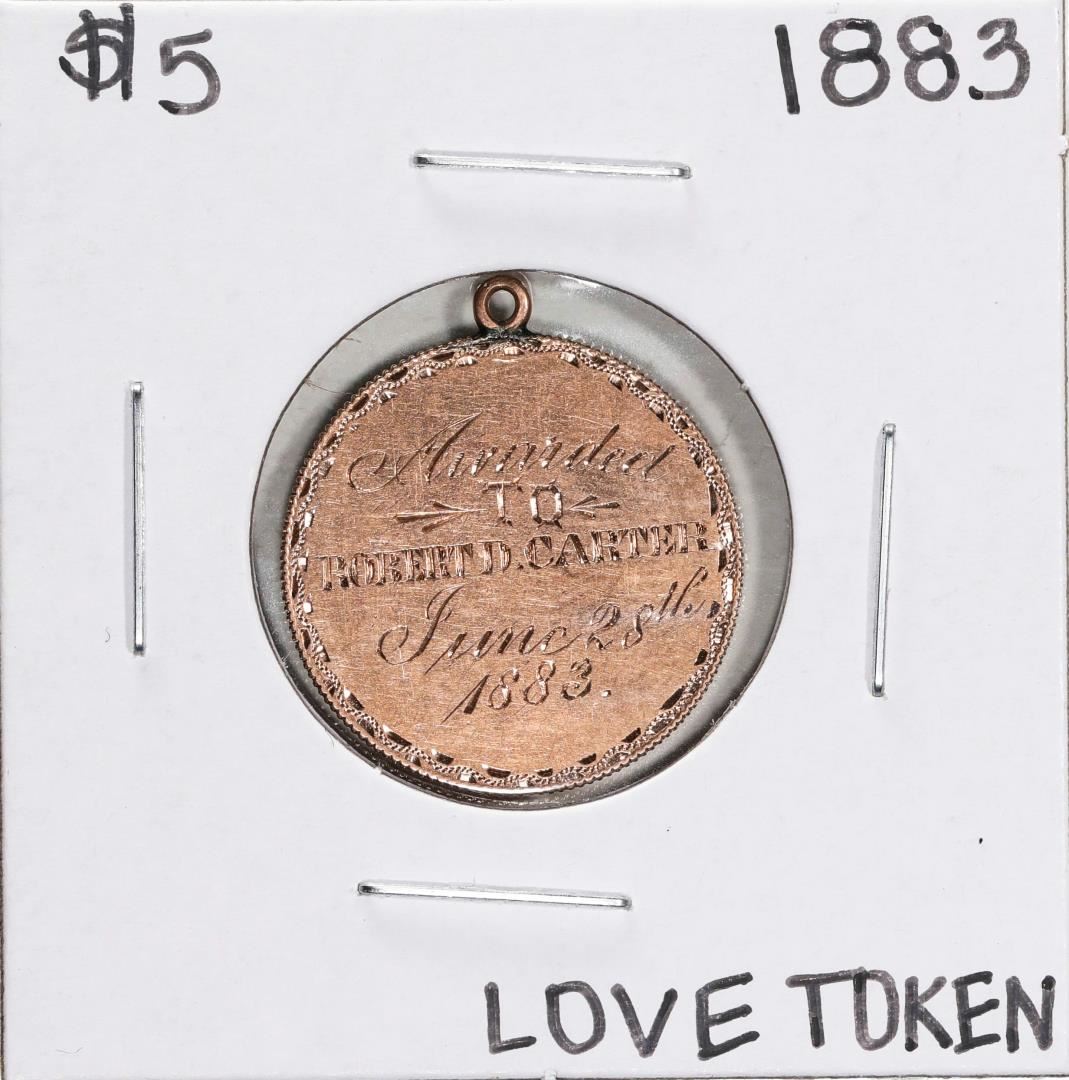 $5 1883
Awarded
TO
ROBERT D. CARTER
June 28th,
1883.
LOVE TOKEN